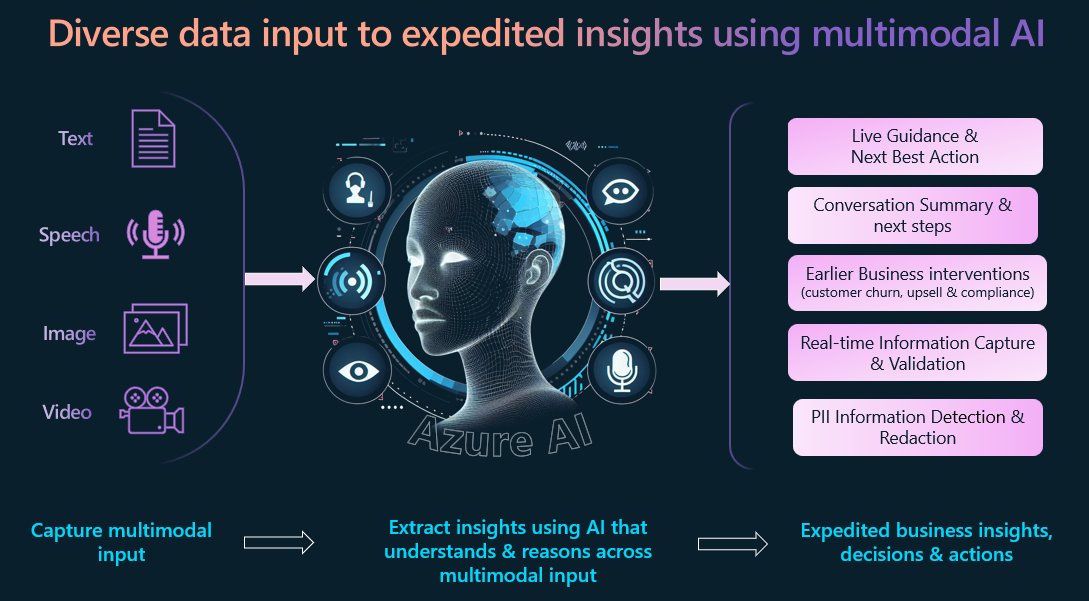 Diverse data input to expedited insights using multimodal AI
Text
Speech
Image
Video
Azure AI
Live Guidance &
Next Best Action
Conversation Summary &
next steps
Earlier Business interventions
(customer churn, upsell & compliance)
Real-time Information Capture
& Validation
PII Information Detection &
Redaction
Capture multimodal
input
Extract insights using AI that
understands & reasons across
multimodal input
Expedited business insights,
decisions & actions